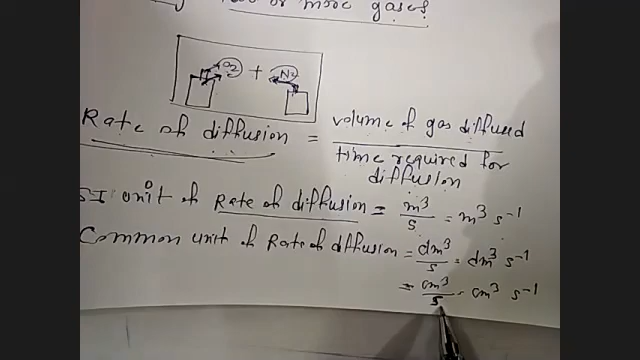 two or more gases
O2 + N2
Rate of diffusion = volume of gas diffused
time required for
diffusion
SI unit of Rate of diffusion = m³/s = m³ s⁻¹
Common unit of Rate of diffusion = dm³/s = dm³ s⁻¹
= cm³/s = cm³ s⁻¹